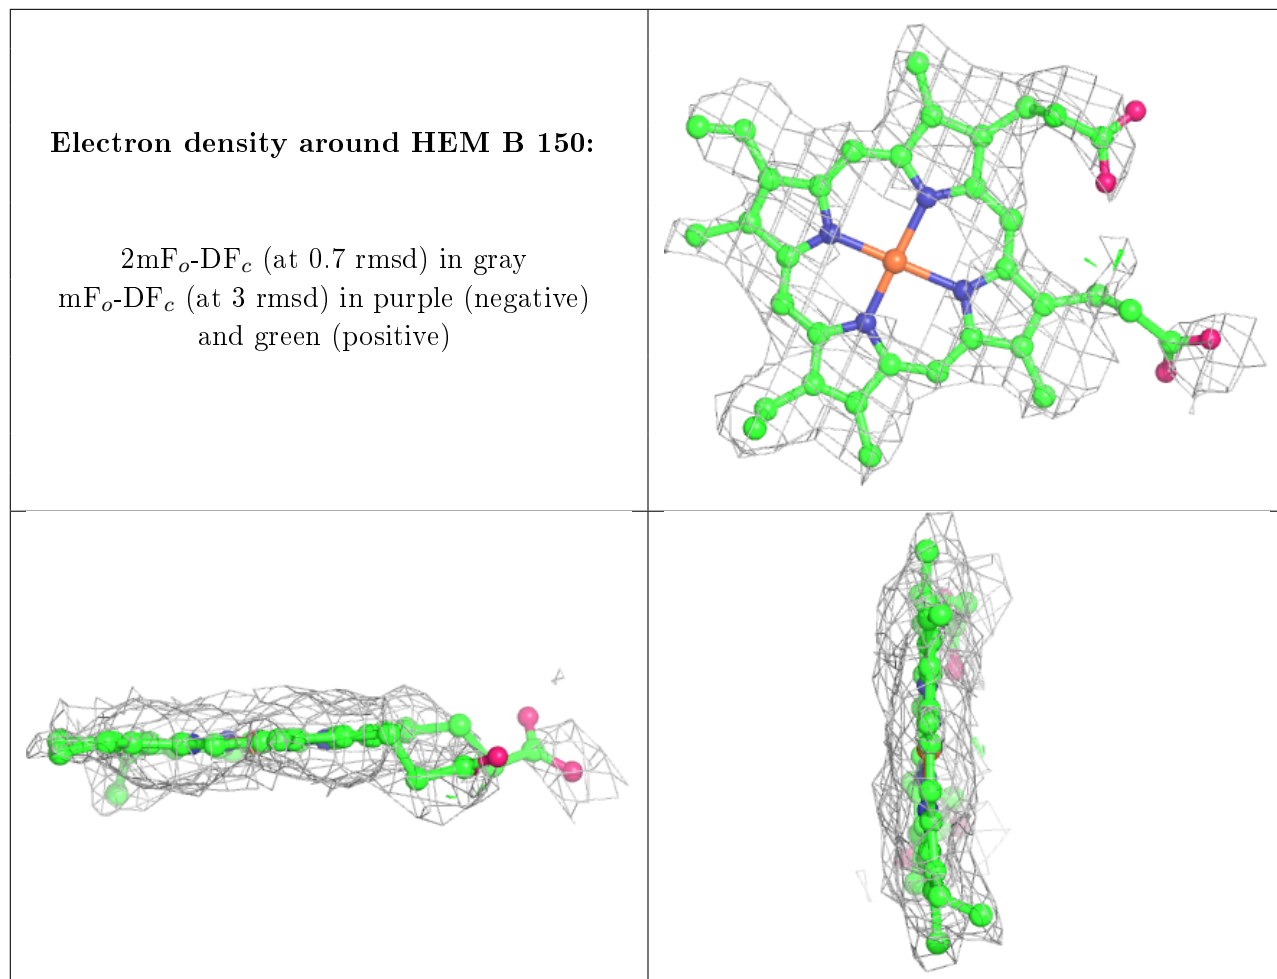 Electron density around HEM B 150:
2mFo-DFc (at 0.7 rmsd) in gray
mFo-DFc (at 3 rmsd) in purple (negative)
and green (positive)